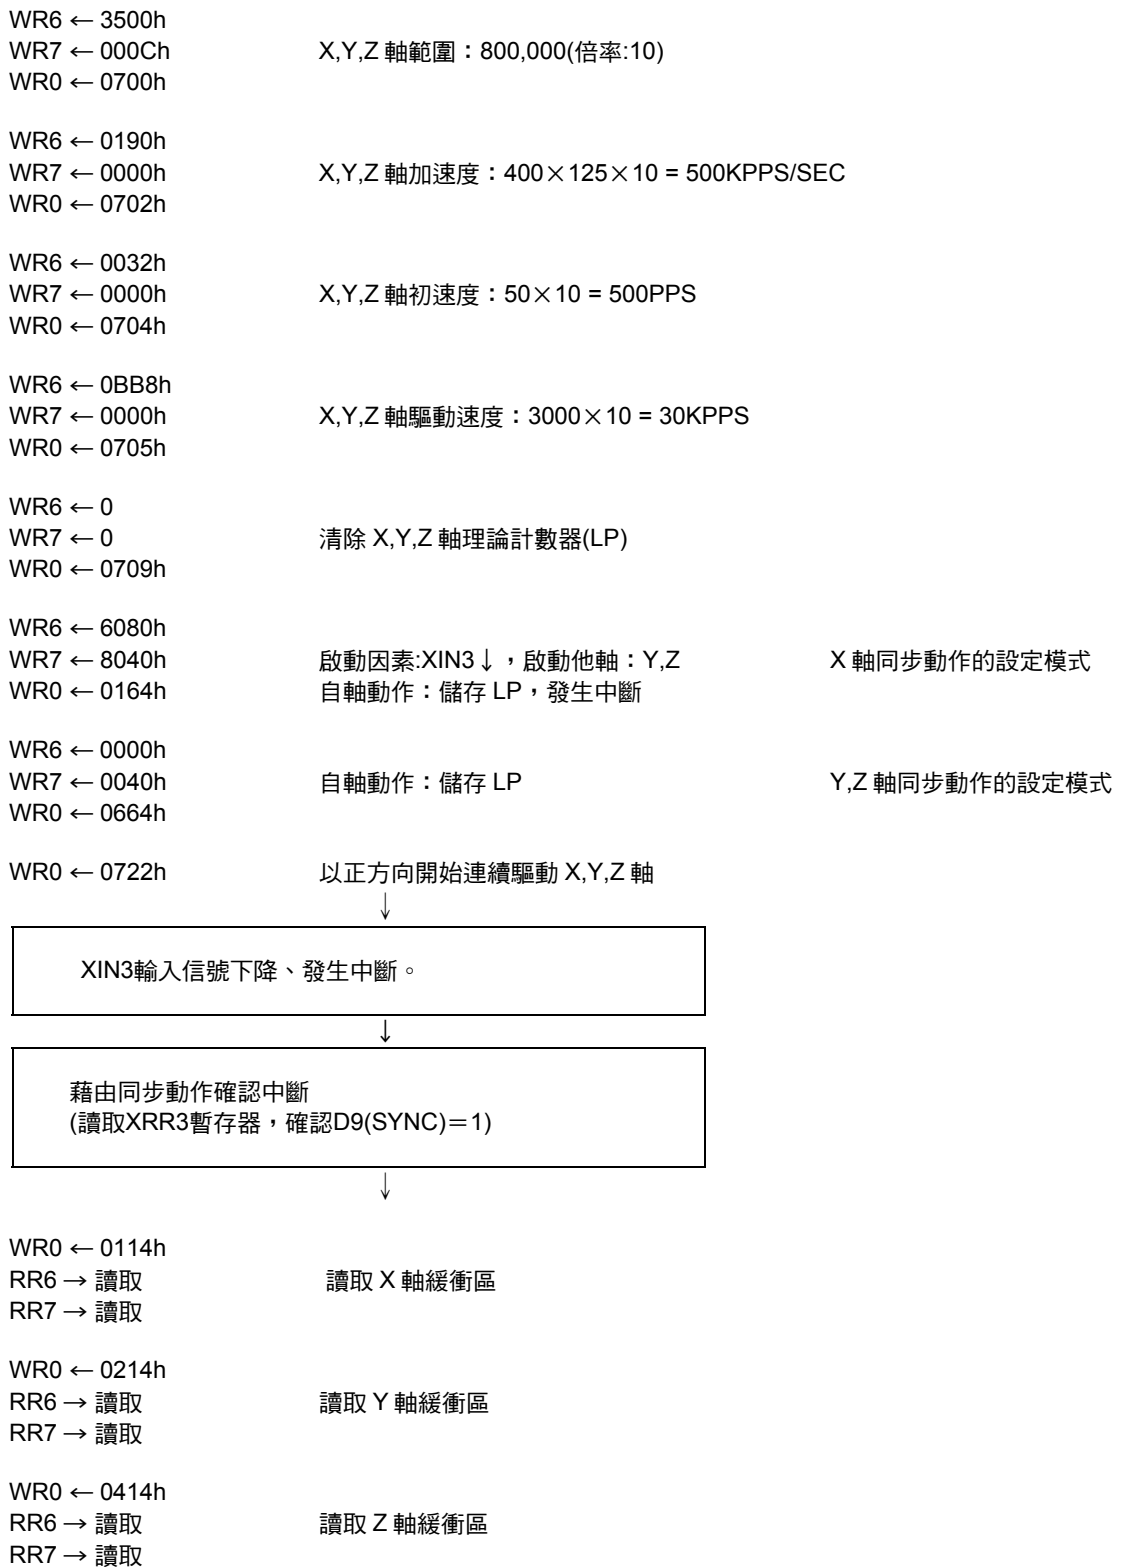 WR6 ← 3500h
WR7 ← 000Ch X,Y,Z 軸範圍：800,000(倍率:10)
WR0 ← 0700h
WR6 ← 0190h
WR7 ← 0000h X,Y,Z 軸加速度：400×125×10 = 500KPPS/SEC
WR0 ← 0702h
WR6 ← 0032h
WR7 ← 0000h X,Y,Z 軸初速度：50×10 = 500PPS
WR0 ← 0704h
WR6 ← 0BB8h
WR7 ← 0000h X,Y,Z 軸驅動速度：3000×10 = 30KPPS
WR0 ← 0705h
WR6 ← 0
WR7 ← 0 清除 X,Y,Z 軸理論計數器(LP)
WR0 ← 0709h
WR6 ← 6080h
WR7 ← 8040h 啟動因素:XIN3↓，啟動他軸：Y,Z X 軸同步動作的設定模式
WR0 ← 0164h 自軸動作：儲存 LP，發生中斷
WR6 ← 0000h
WR7 ← 0040h 自軸動作：儲存 LP Y,Z 軸同步動作的設定模式
WR0 ← 0664h
WR0 ← 0722h 以正方向開始連續驅動 X,Y,Z 軸
↓
XIN3輸入信號下降、發生中斷。
↓
藉由同步動作確認中斷
(讀取XRR3暫存器，確認D9(SYNC)＝1)
↓
WR0 ← 0114h
RR6 → 讀取 讀取 X 軸緩衝區
RR7 → 讀取
WR0 ← 0214h
RR6 → 讀取 讀取 Y 軸緩衝區
RR7 → 讀取
WR0 ← 0414h
RR6 → 讀取 讀取 Z 軸緩衝區
RR7 → 讀取